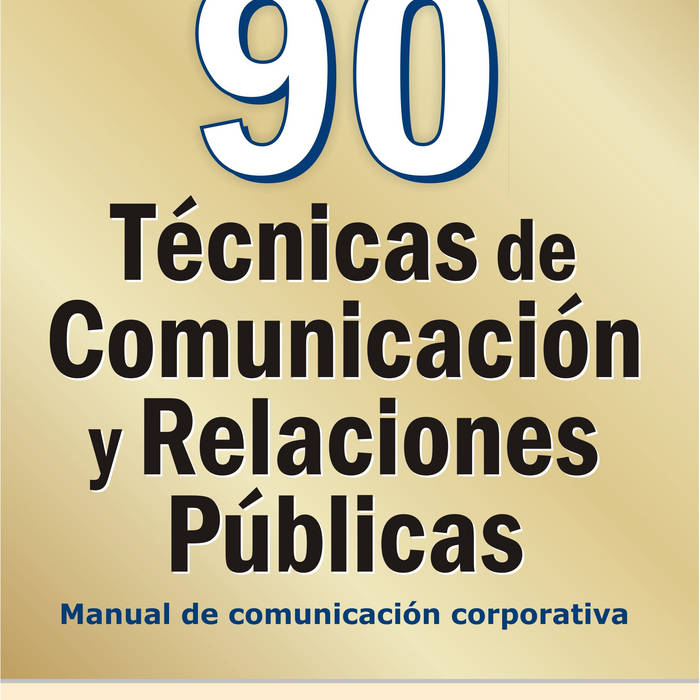 90
Técnicas de
Comunicación
y Relaciones
Públicas
Manual de comunicación corporativa